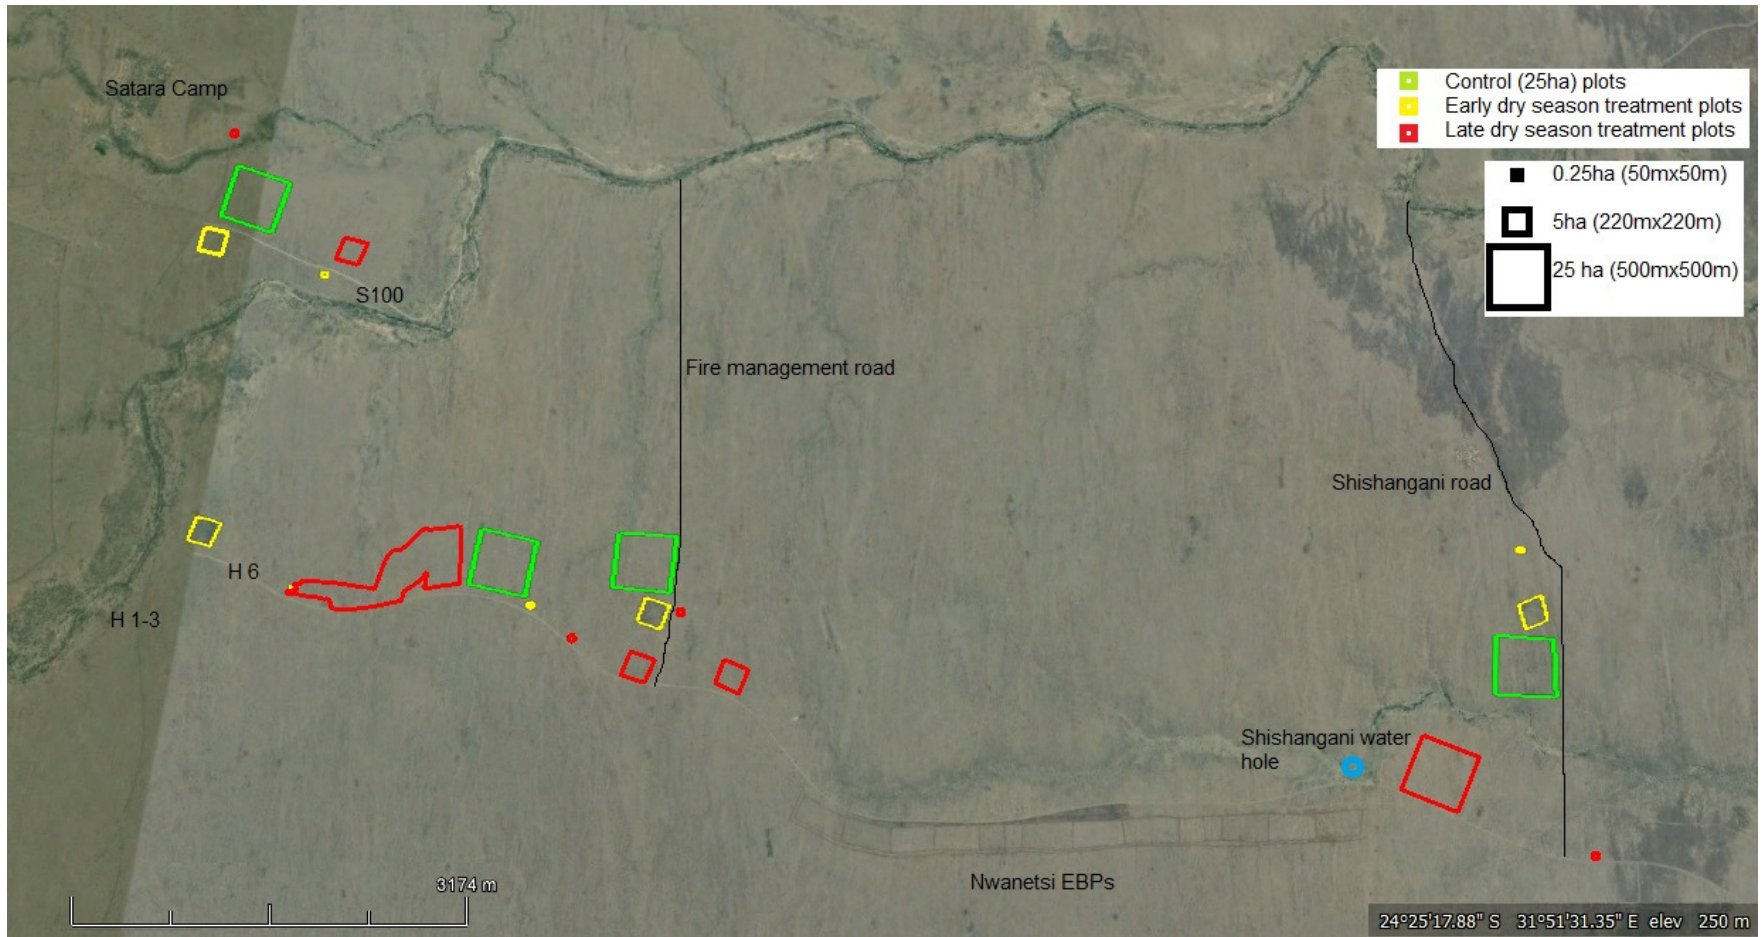 Satara Camp
Control (25ha) plots
Early dry season treatment plots
Late dry season treatment plots
0.25ha (50mx50m)
5ha (220mx220m)
25 ha (500mx500m)
S100
Fire management road
Shishangani road
H 6
H 1-3
Shishangani water
hole
Nwanetsi EBPs
3174 m
24°25'17.88" S 31°51'31.35" E elev 250 m